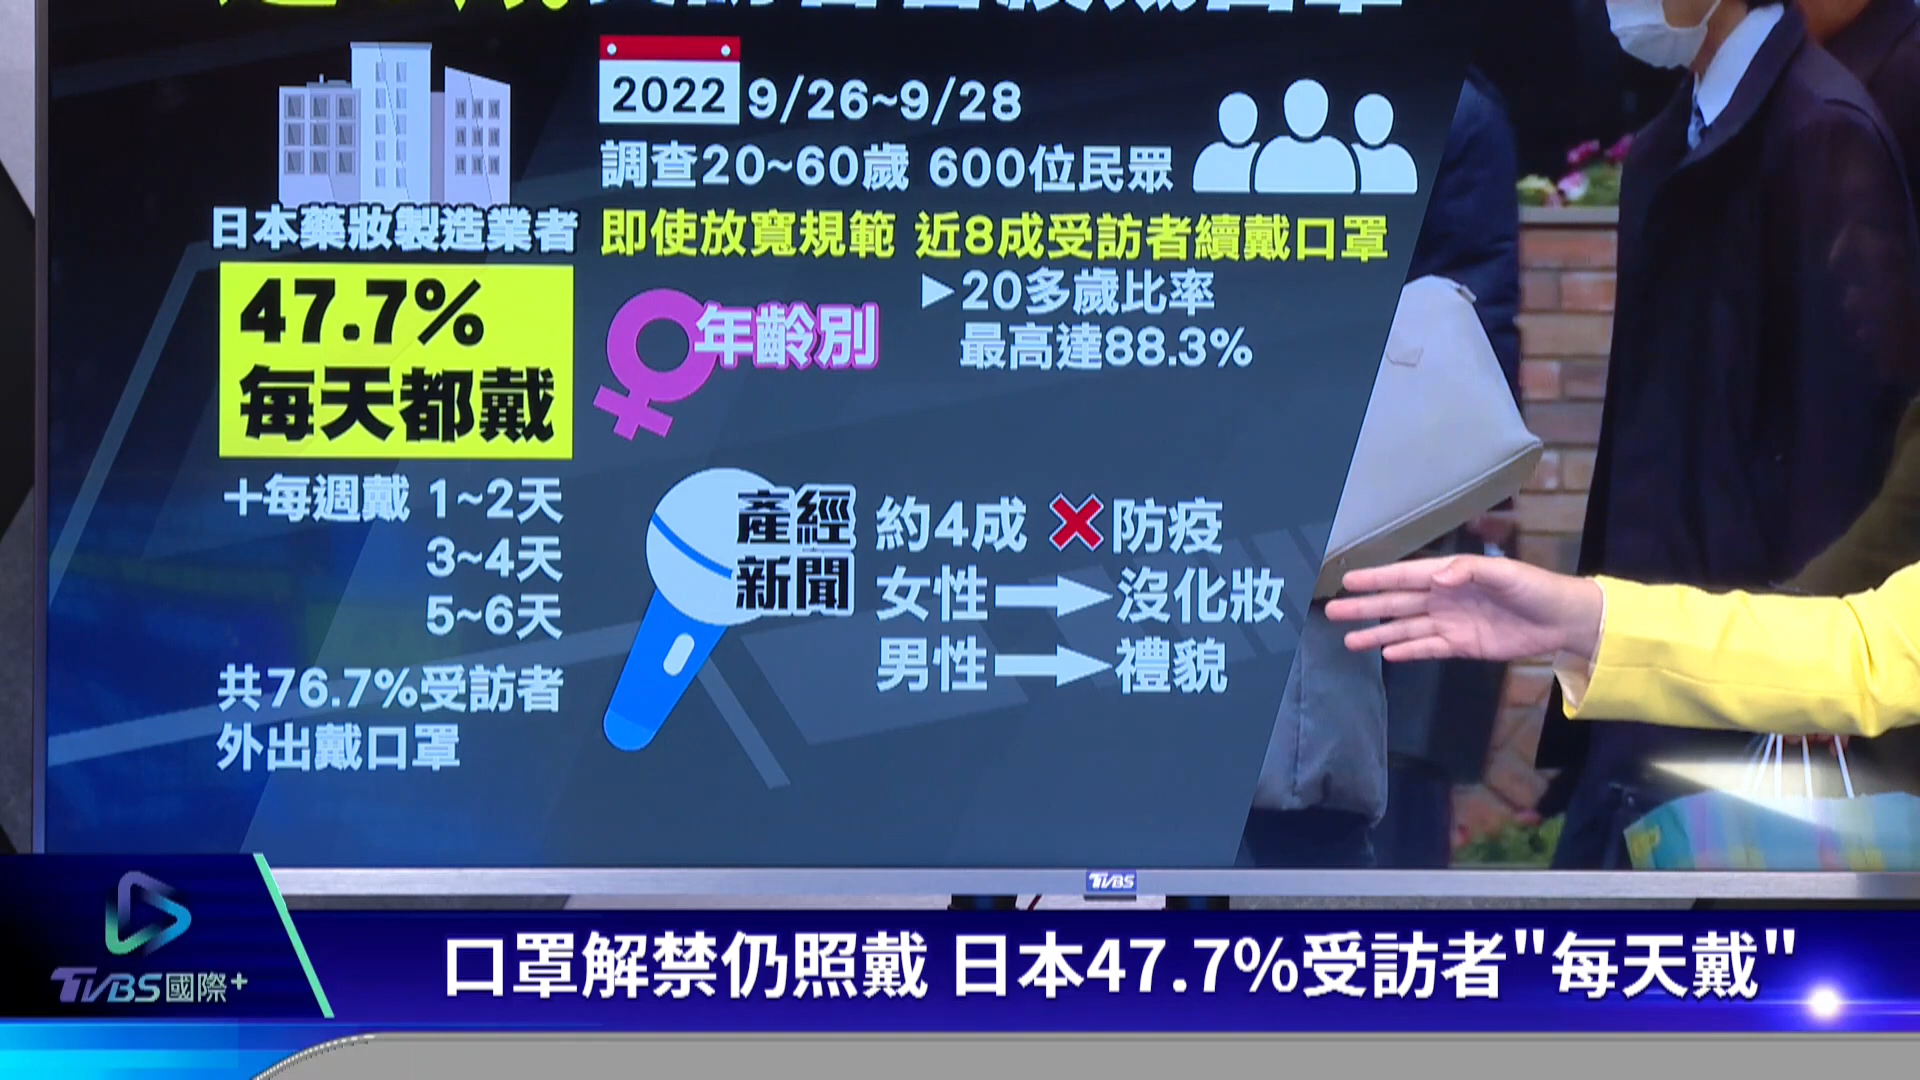 日本藥妝製造業者
47.7%
每天都戴
＋每週戴 1~2天
3~4天
5~6天
共76.7%受訪者
外出戴口罩
2022 9/26~9/28
調查20~60歲 600位民眾
即使放寬規範 近8成受訪者續戴口罩
年齡別
▶20多歲比率
最高達88.3%
產經
新聞
約4成 ✕防疫
女性→沒化妝
男性→禮貌
TVBS
口罩解禁仍照戴 日本47.7%受訪者"每天戴"
TVBS國際+